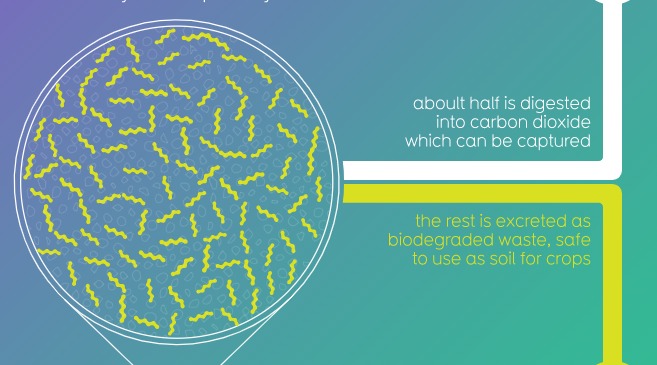 aboult half is digested
into carbon dioxide
which can be captured
the rest is excreted as
biodegraded waste, safe
to use as soil for crops